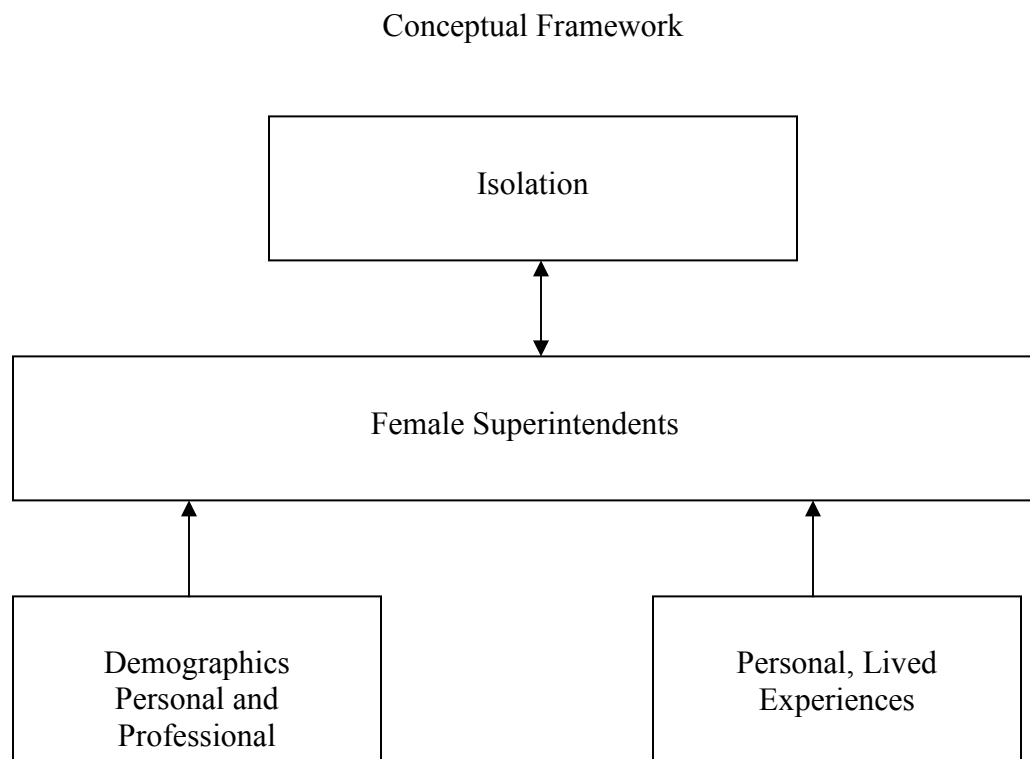 Conceptual Framework
Isolation
Female Superintendents
Demographics
Personal and
Professional
Personal, Lived
Experiences